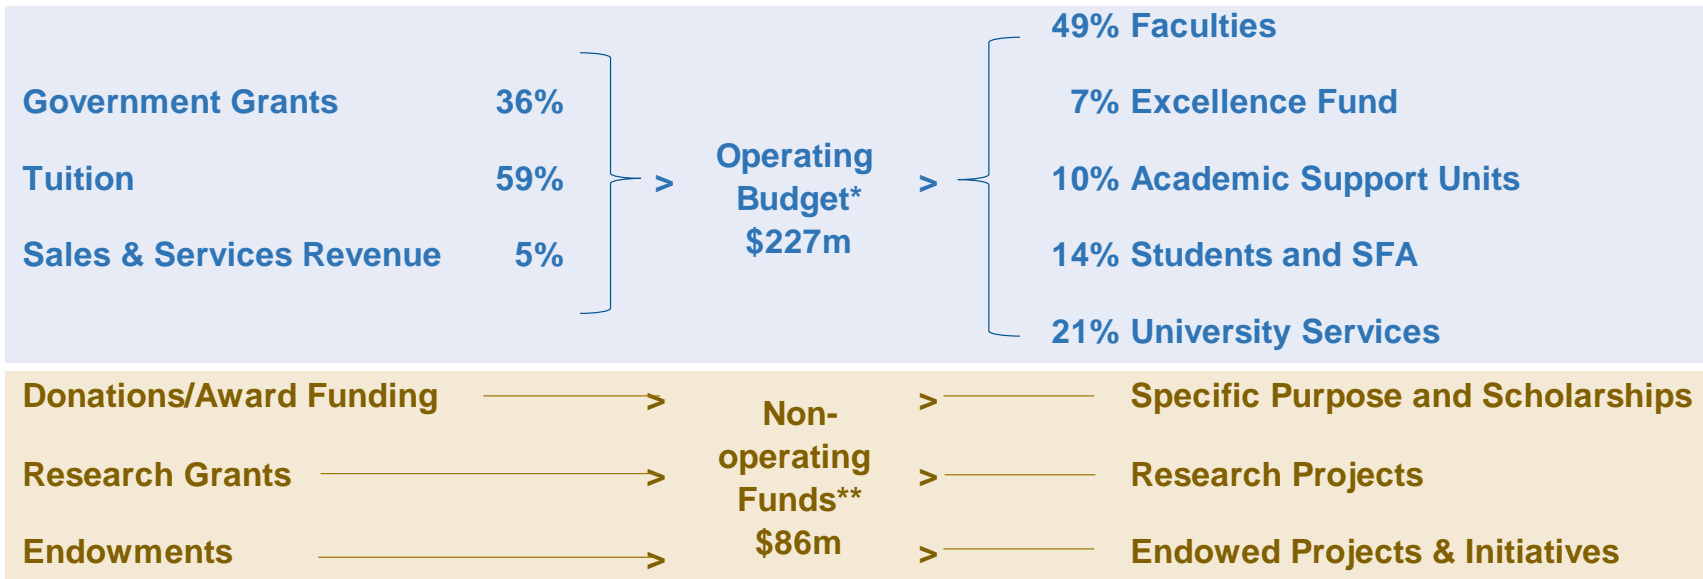 49% Faculties
Government Grants 36%
7% Excellence Fund
Tuition 59%
>
Operating
Budget*
$227m
>
10% Academic Support Units
Sales & Services Revenue 5%
14% Students and SFA
21% University Services
Donations/Award Funding > > Specific Purpose and Scholarships
Non-
operating
Funds**
$86m
Research Grants > > Research Projects
Endowments > > Endowed Projects & Initiatives